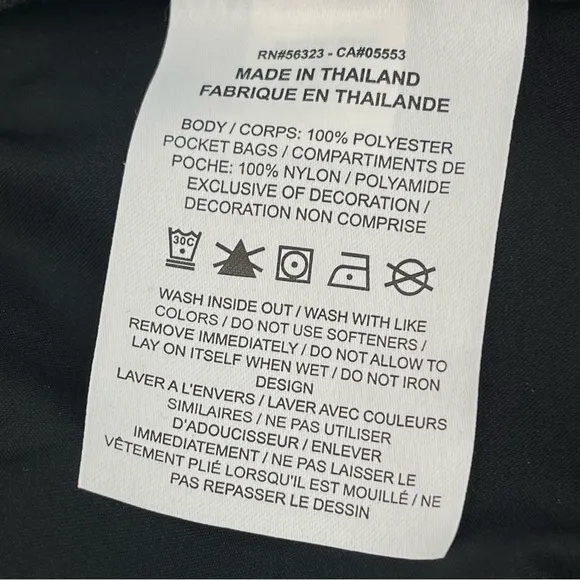 RN#56323 - CA#05553
MADE IN THAILAND
FABRIQUE EN THAILANDE
BODY / CORPS: 100% POLYESTER
POCKET BAGS / COMPARTIMENTS DE
POCHE: 100% NYLON / POLYAMIDE
EXCLUSIVE OF DECORATION /
DECORATION NON COMPRISE
30C
WASH INSIDE OUT / WASH WITH LIKE
COLORS / DO NOT USE SOFTENERS /
REMOVE IMMEDIATELY / DO NOT ALLOW TO
LAY ON ITSELF WHEN WET / DO NOT IRON
DESIGN
LAVER A L'ENVERS / LAVER AVEC COULEURS
SIMILAIRES / NE PAS UTILISER
D'ADOUCISSEUR / ENLEVER
IMMEDIATEMENT / NE PAS LAISSER LE
VÊTEMENT PLIÉ LORSQU'IL EST MOUILLÉ / NE
PAS REPASSER LE DESSIN